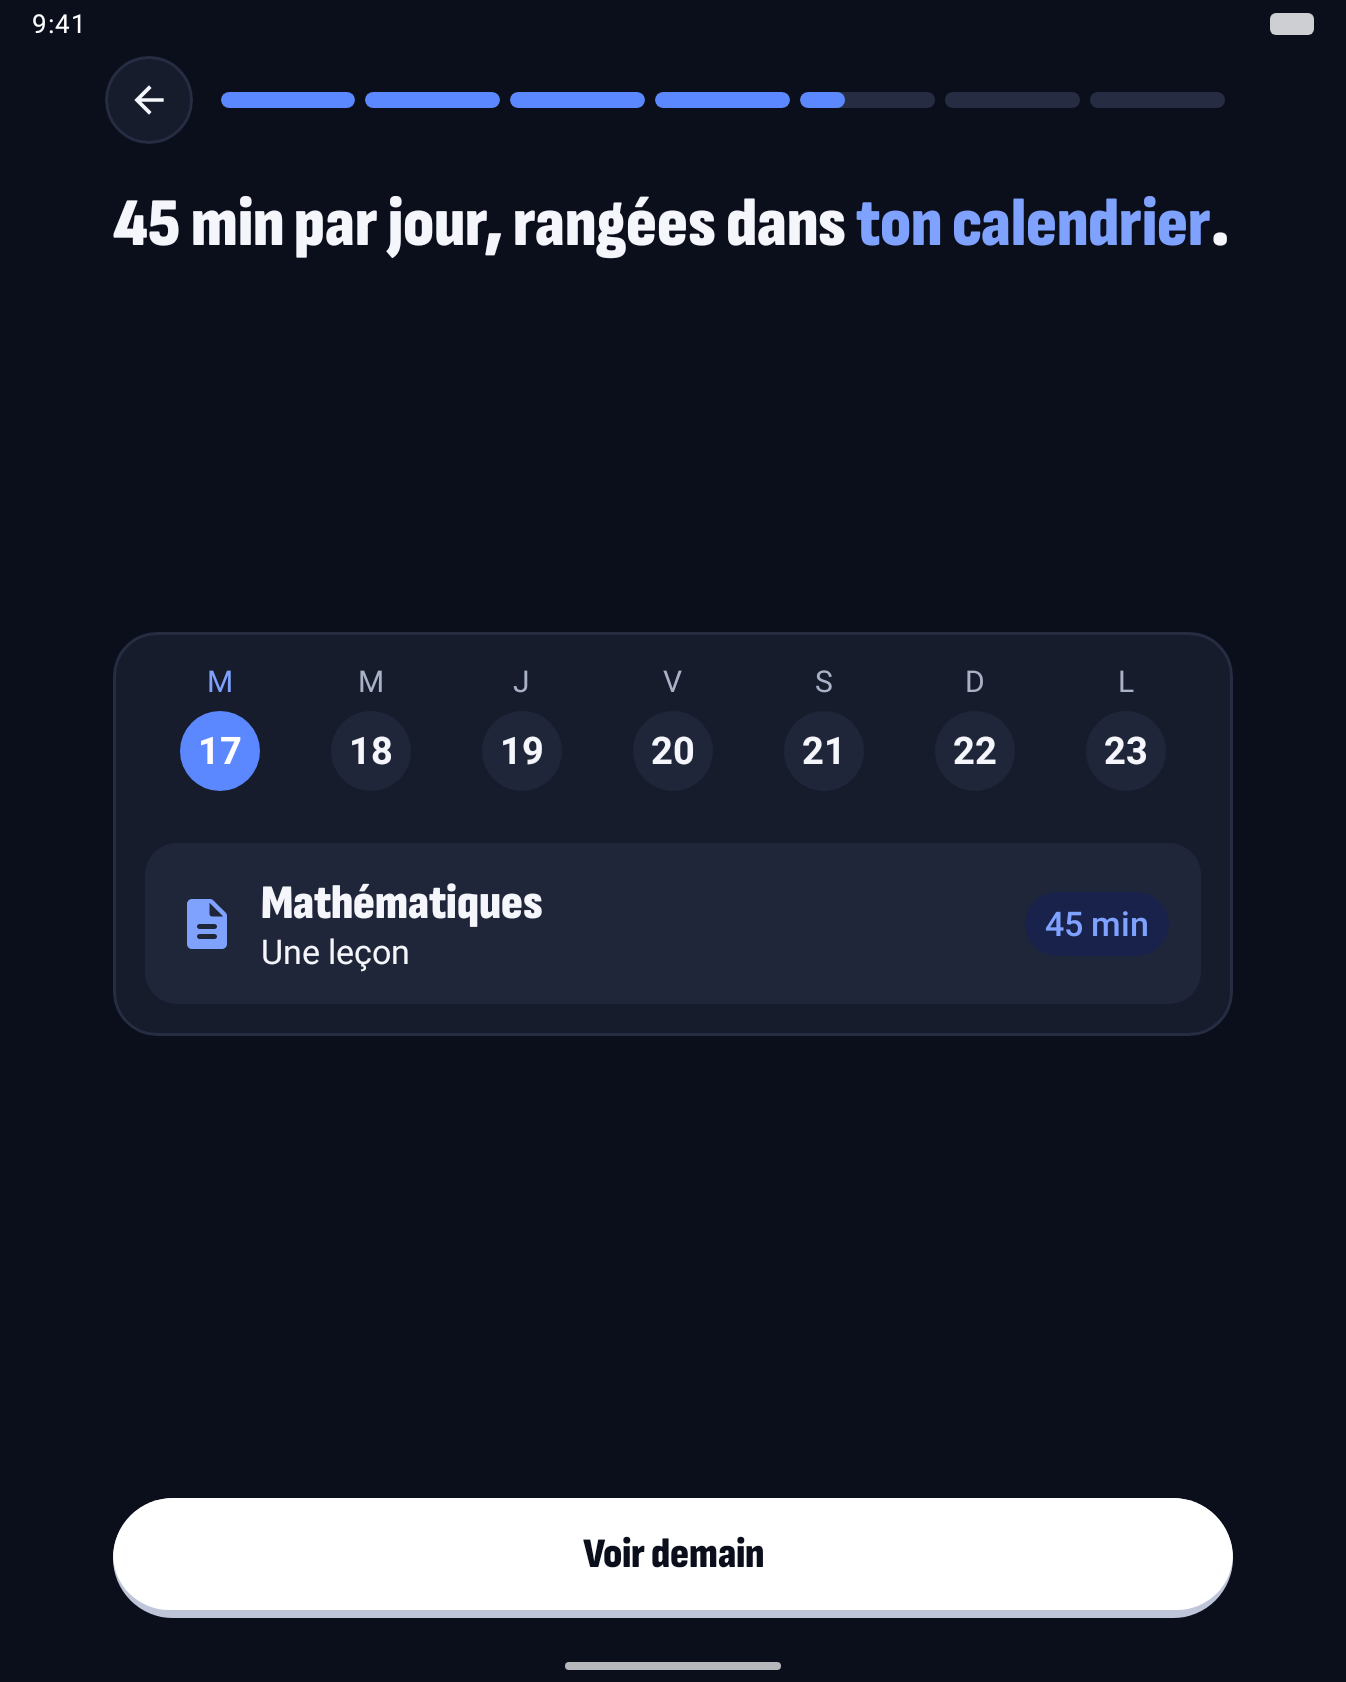 9:41
45 min par jour, rangées dans ton calendrier.
M M J V S D L
17 18 19 20 21 22 23
Mathématiques
Une leçon
45 min
Voir demain